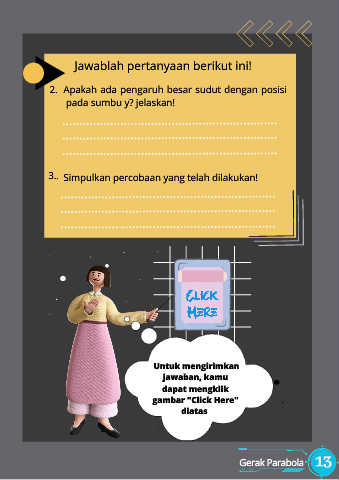 Jawablah pertanyaan berikut ini!
2. Apakah ada pengaruh besar sudut dengan posisi
pada sumbu y? jelaskan!
3.. Simpulkan percobaan yang telah dilakukan!
CLICK
HERE
Untuk mengirimkan
jawaban, kamu
dapat mengklik
gambar "Click Here"
diatas
Gerak Parabola 13